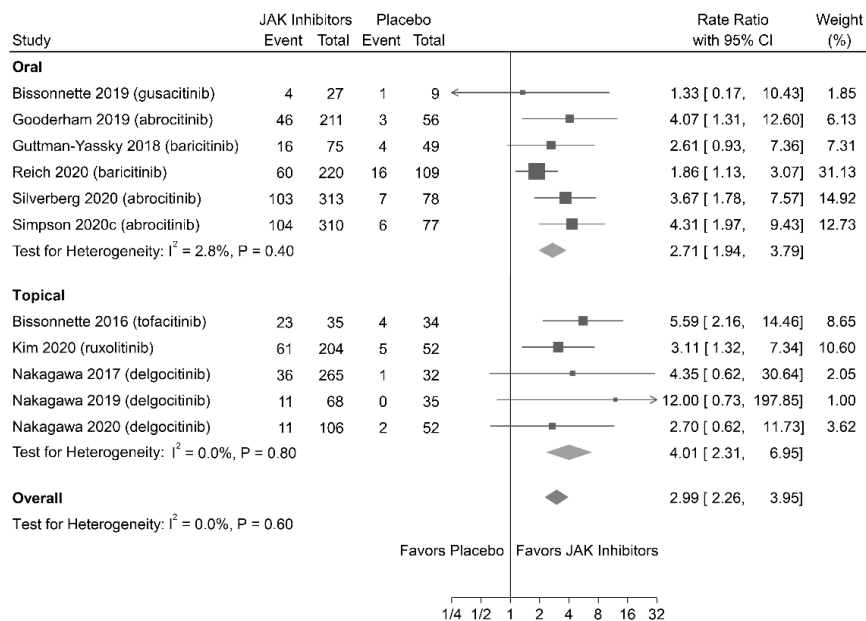 JAK Inhibitors Placebo Rate Ratio Weight
Study Event Total Event Total with 95% CI (%)
Oral
Bissonnette 2019 (gusacitinib) 4 27 1 9 1.33 [ 0.17, 10.43] 1.85
Gooderham 2019 (abrocitinib) 46 211 3 56 4.07 [ 1.31, 12.60] 6.13
Guttman-Yassky 2018 (baricitinib) 16 75 4 49 2.61 [ 0.93, 7.36] 7.31
Reich 2020 (baricitinib) 60 220 16 109 1.86 [ 1.13, 3.07] 31.13
Silverberg 2020 (abrocitinib) 103 313 7 78 3.67 [ 1.78, 7.57] 14.92
Simpson 2020c (abrocitinib) 104 310 6 77 4.31 [ 1.97, 9.43] 12.73
Test for Heterogeneity: I² = 2.8%, P = 0.40 2.71 [ 1.94, 3.79]
Topical
Bissonnette 2016 (tofacitinib) 23 35 4 34 5.59 [ 2.16, 14.46] 8.65
Kim 2020 (ruxolitinib) 61 204 5 52 3.11 [ 1.32, 7.34] 10.60
Nakagawa 2017 (delgocitinib) 36 265 1 32 4.35 [ 0.62, 30.64] 2.05
Nakagawa 2019 (delgocitinib) 11 68 0 35 12.00 [ 0.73, 197.85] 1.00
Nakagawa 2020 (delgocitinib) 11 106 2 52 2.70 [ 0.62, 11.73] 3.62
Test for Heterogeneity: I² = 0.0%, P = 0.80 4.01 [ 2.31, 6.95]
Overall 2.99 [ 2.26, 3.95]
Test for Heterogeneity: I² = 0.0%, P = 0.60
Favors Placebo Favors JAK Inhibitors
1/4 1/2 1 2 4 8 16 32